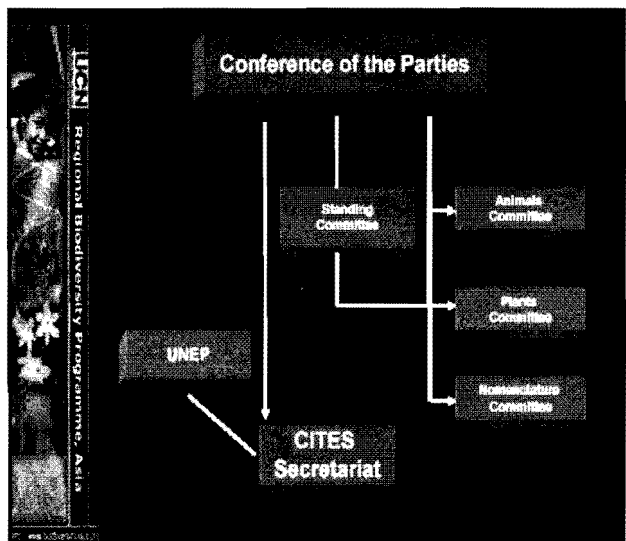 IUCN Regional Biodiversity Programme, Asia
Conference of the Parties
Standing
Committee
Animals
Committee
Plants
Committee
UNEP
Nomenclature
Committee
CITES
Secretariat